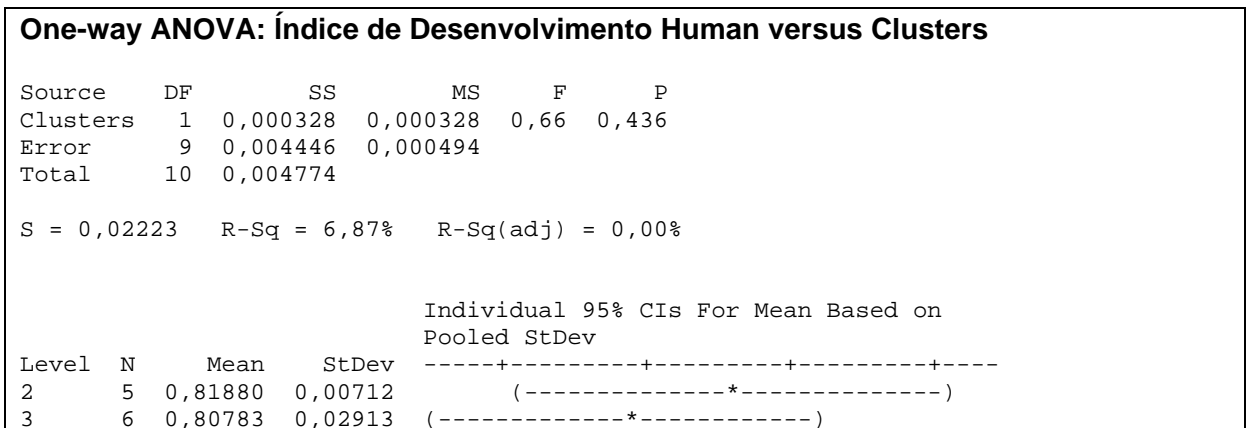 One-way ANOVA: Índice de Desenvolvimento Human versus Clusters
Source    DF        SS        MS     F      P
Clusters   1  0,000328  0,000328  0,66  0,436
Error      9  0,004446  0,000494
Total     10  0,004774
S = 0,02223   R-Sq = 6,87%   R-Sq(adj) = 0,00%
Individual 95% CIs For Mean Based on
Pooled StDev
Level  N     Mean    StDev  -----+---------+---------+---------+----
2      5  0,81880  0,00712        (--------------*--------------)
3      6  0,80783  0,02913  (-------------*------------)